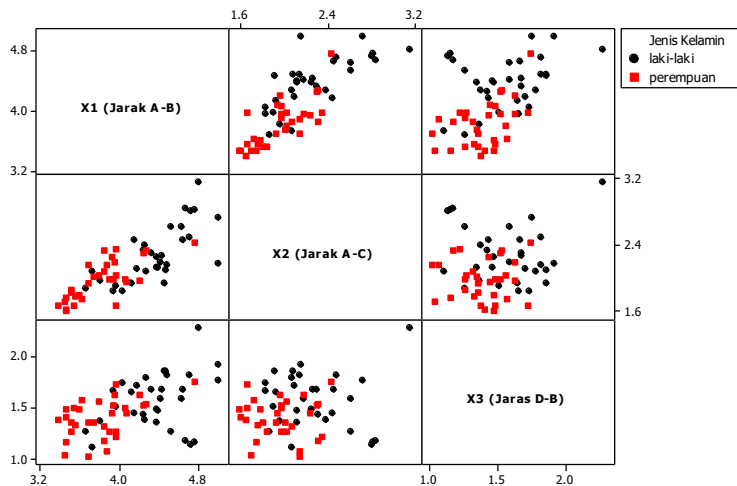 1.6 2.4 3.2
Jenis Kelamin
laki-laki
perempuan
4.8
4.0
3.2
X1 (Jarak A-B)
3.2
2.4
1.6
X2 (Jarak A-C)
2.0
1.5
1.0
X3 (Jaras D-B)
3.2 4.0 4.8
1.0 1.5 2.0